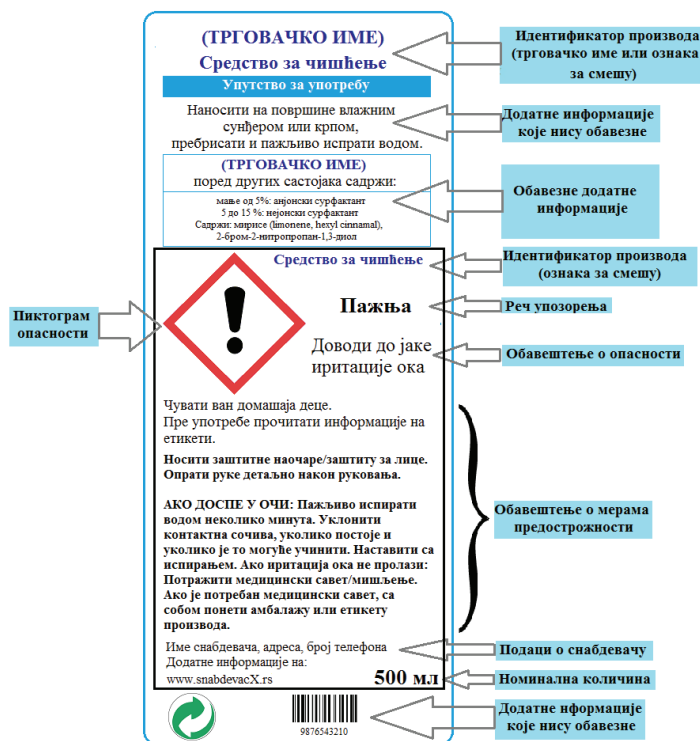 (ТРГОВАЧКО ИМЕ)
Средство за чишћење
Упутство за употребу
Наносити на површине влажним
сунђером или крпом,
пребрисати и пажљиво испрати водом.
(ТРГОВАЧКО ИМЕ)
поред других састојака садржи:
мање од 5%: анјонски сурфактант
5 до 15 %: нејонски сурфактант
Садржи: мирисе (limonene, hexyl cinnamal),
2-бром-2-нитропропан-1,3-диол
Средство за чишћење
Пажња
Доводи до јаке
иритације ока
Чувати ван домашаја деце.
Пре употребе прочитати информације на
етикети.
Носити заштитне наочаре/заштиту за лице.
Опрати руке детаљно након руковања.
АКО ДОСПЕ У ОЧИ: Пажљиво испирати
водом неколико минута. Уклонити
контактна сочива, уколико постоје и
уколико је то могуће учинити. Наставити са
испирањем. Ако иритација ока не пролази:
Потражити медицински савет/мишљење.
Ако је потребан медицински савет, са
собом понети амбалажу или етикету
производа.
Име снабдевача, адреса, број телефона
Додатне информације на:
www.snabdevacX.rs
500 мл
9876543210
Пиктограм
опасности
Идентификатор производа
(трговачко име или ознака
за смешу)
Додатне информације
које нису обавезне
Обавезне додатне
информације
Идентификатор производа
(ознака за смешу)
Реч упозорења
Обавештење о опасности
Обавештење о мерама
предострожности
Подаци о снабдевачу
Номинална количина
Додатне нформације
које нису обавезне